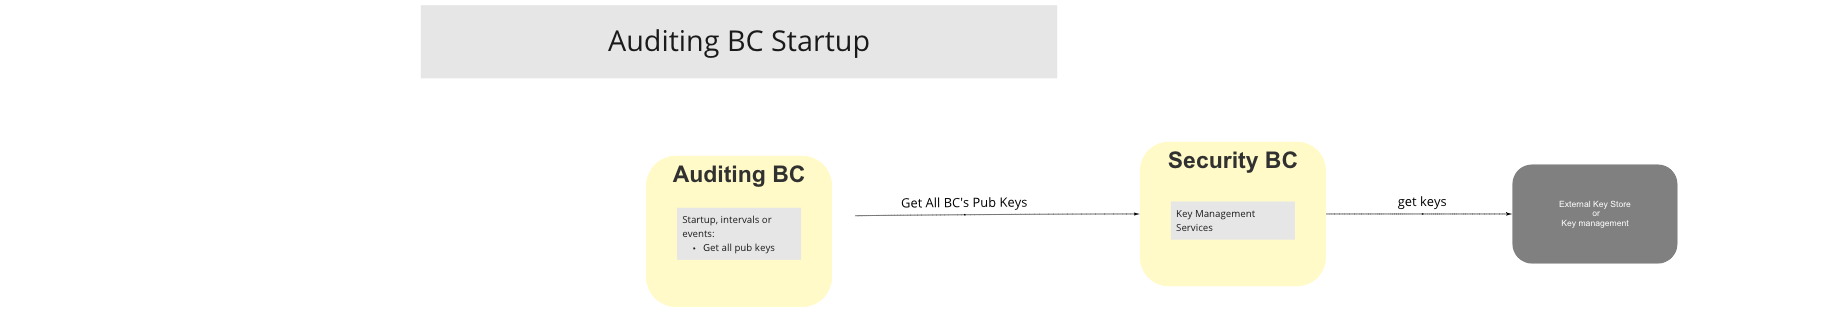 Auditing BC Startup
Auditing BC
Startup, intervals or
events:
• Get all pub keys
Get All BC's Pub Keys
Security BC
Key Management
Services
get keys
External Key Store
or
Key management